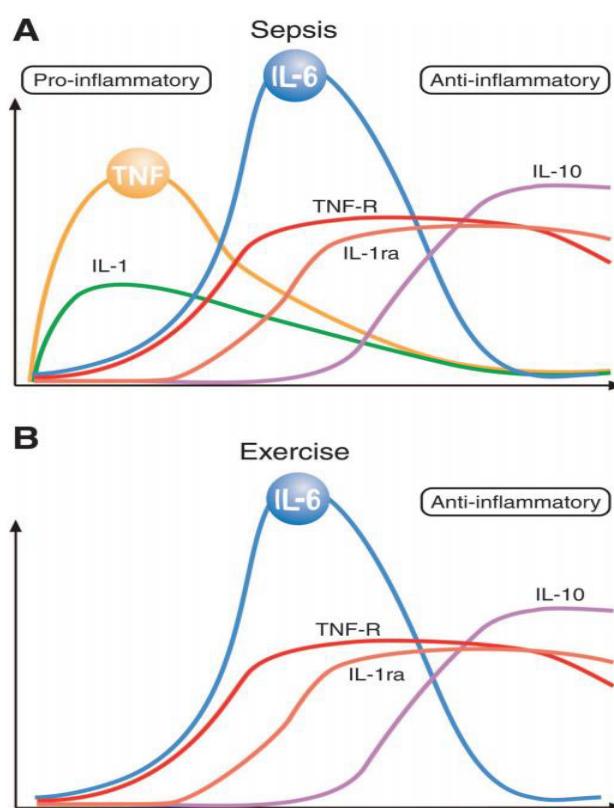 A
Sepsis
Pro-inflammatory
IL-6
Anti-inflammatory
TNF
IL-10
TNF-R
IL-1ra
IL-1
B
Exercise
IL-6
Anti-inflammatory
IL-10
TNF-R
IL-1ra